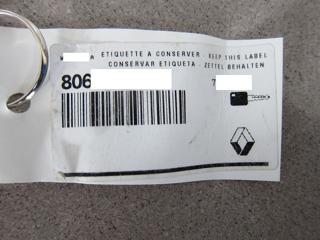 A ETIQUETTE A CONSERVER - KEEP THIS LABEL
CONSERVAR ETIQUETA - ZETTEL BEHALTEN
806 7